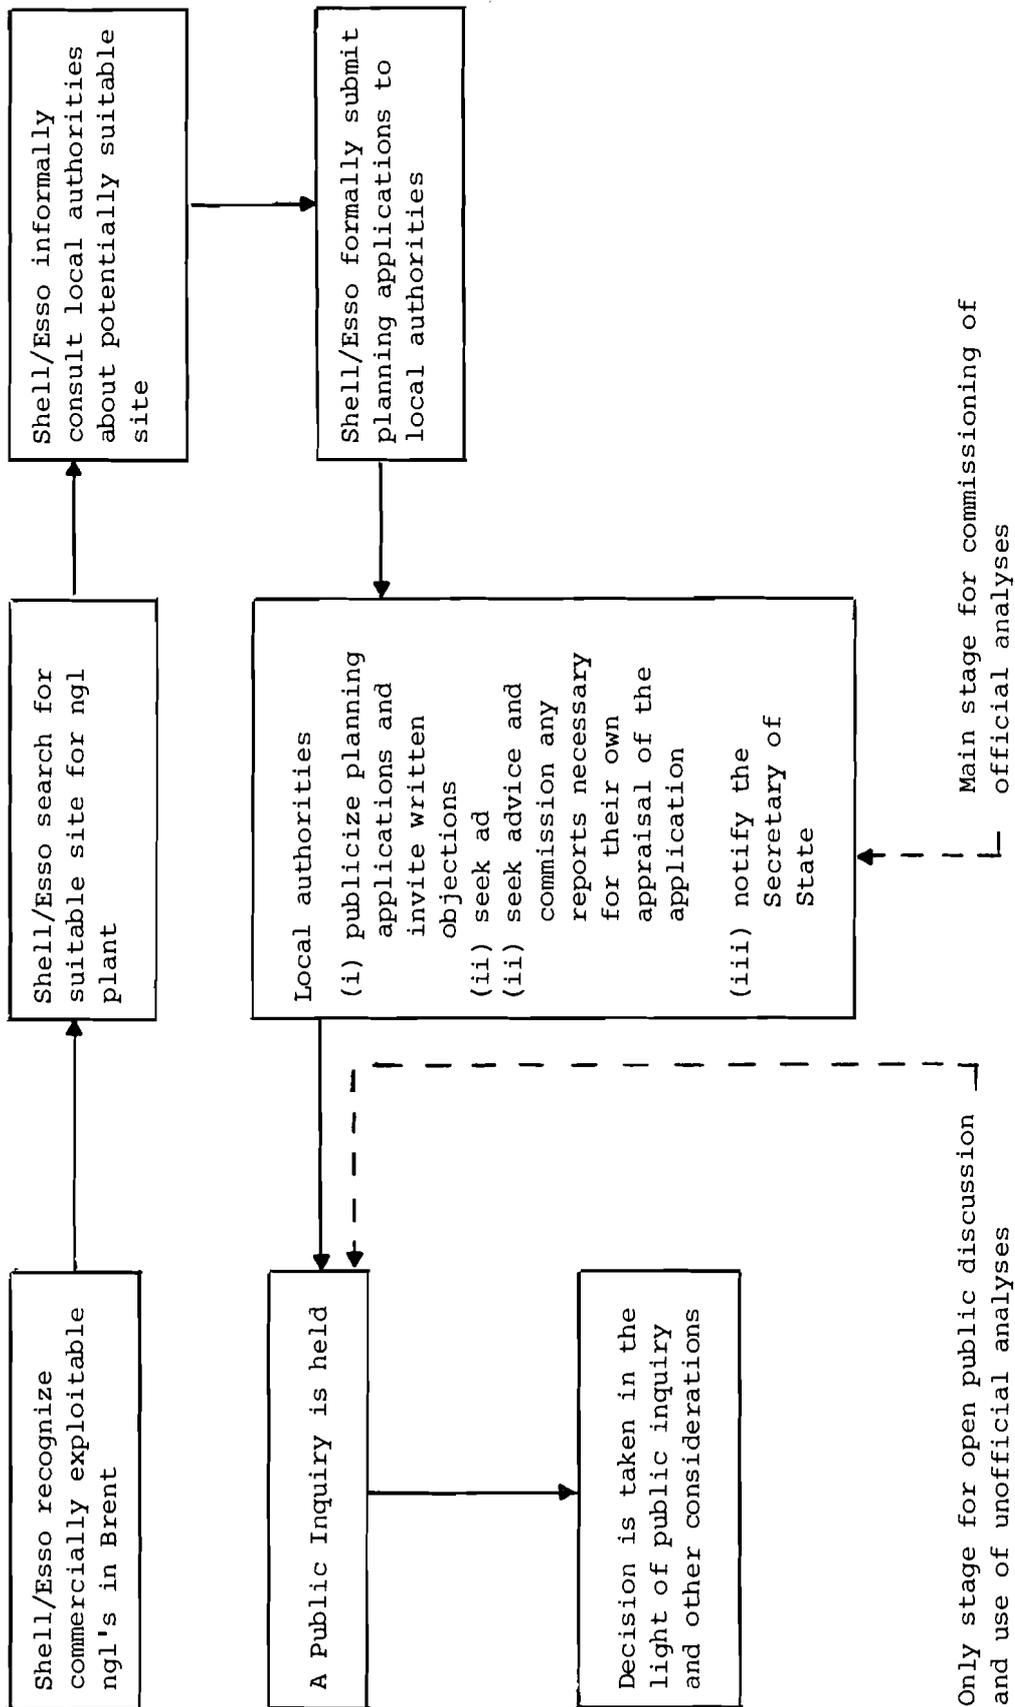 Shell/Esso recognize
commercially exploitable
ngl's in Brent
Shell/Esso search for
suitable site for ngl
plant
Shell/Esso informally
consult local authorities
about potentially suitable
site
Shell/Esso formally submit
planning applications to
local authorities
Local authorities
(i) publicize planning
applications and
invite written
objections
(ii) seek ad
(ii) seek advice and
commission any
reports necessary
for their own
appraisal of the
application
(iii) notify the
Secretary of
State
A Public Inquiry is held
Decision is taken in the
light of public inquiry
and other considerations
Only stage for open public discussion
and use of unofficial analyses
Main stage for commissioning of
official analyses